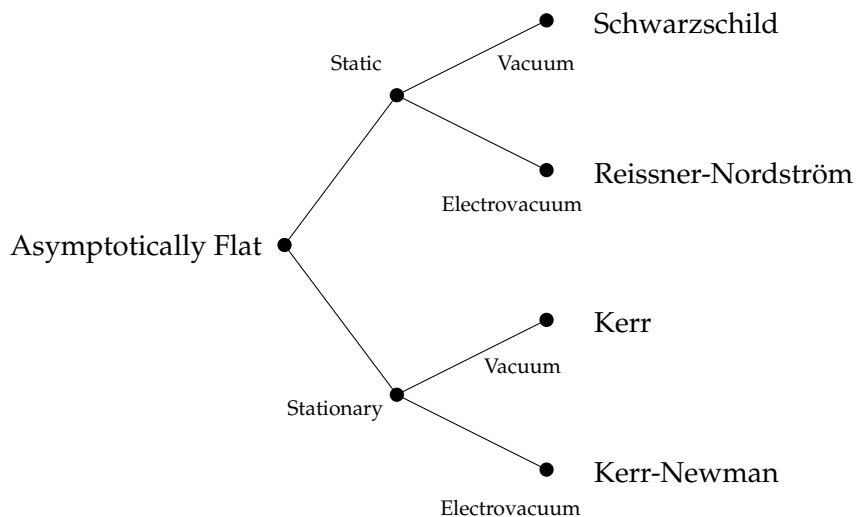 Schwarzschild
Static
Vacuum
Reissner-Nordström
Electrovacuum
Asymptotically Flat
Kerr
Vacuum
Stationary
Kerr-Newman
Electrovacuum